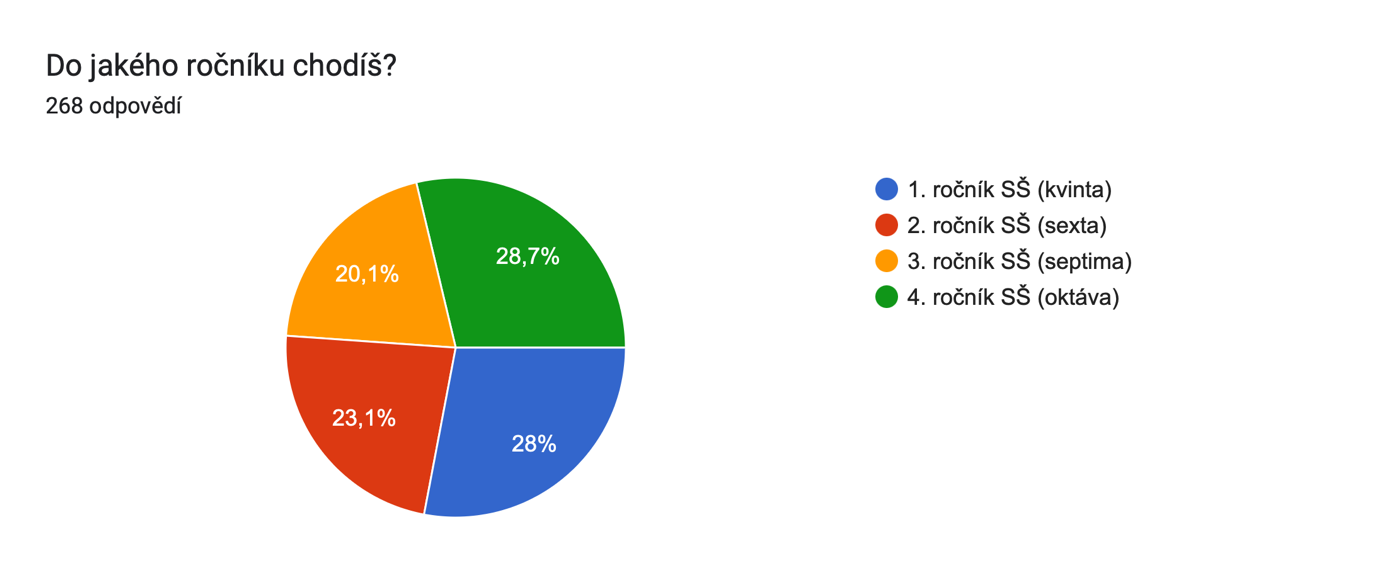 Do jakého ročníku chodíš?
268 odpovědí
28,7%
20,1%
23,1%
28%
1. ročník SŠ (kvinta)
2. ročník SŠ (sexta)
3. ročník SŠ (septima)
4. ročník SŠ (oktáva)